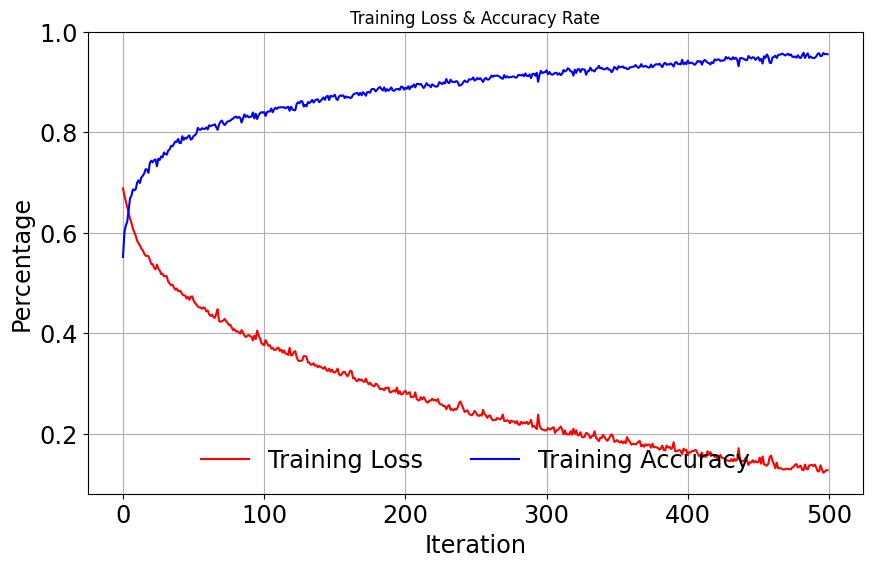 Training Loss & Accuracy Rate
1.0
0.8
0.6
0.4
0.2
Percentage
Training Loss
Training Accuracy
0 100 200 300 400 500
Iteration